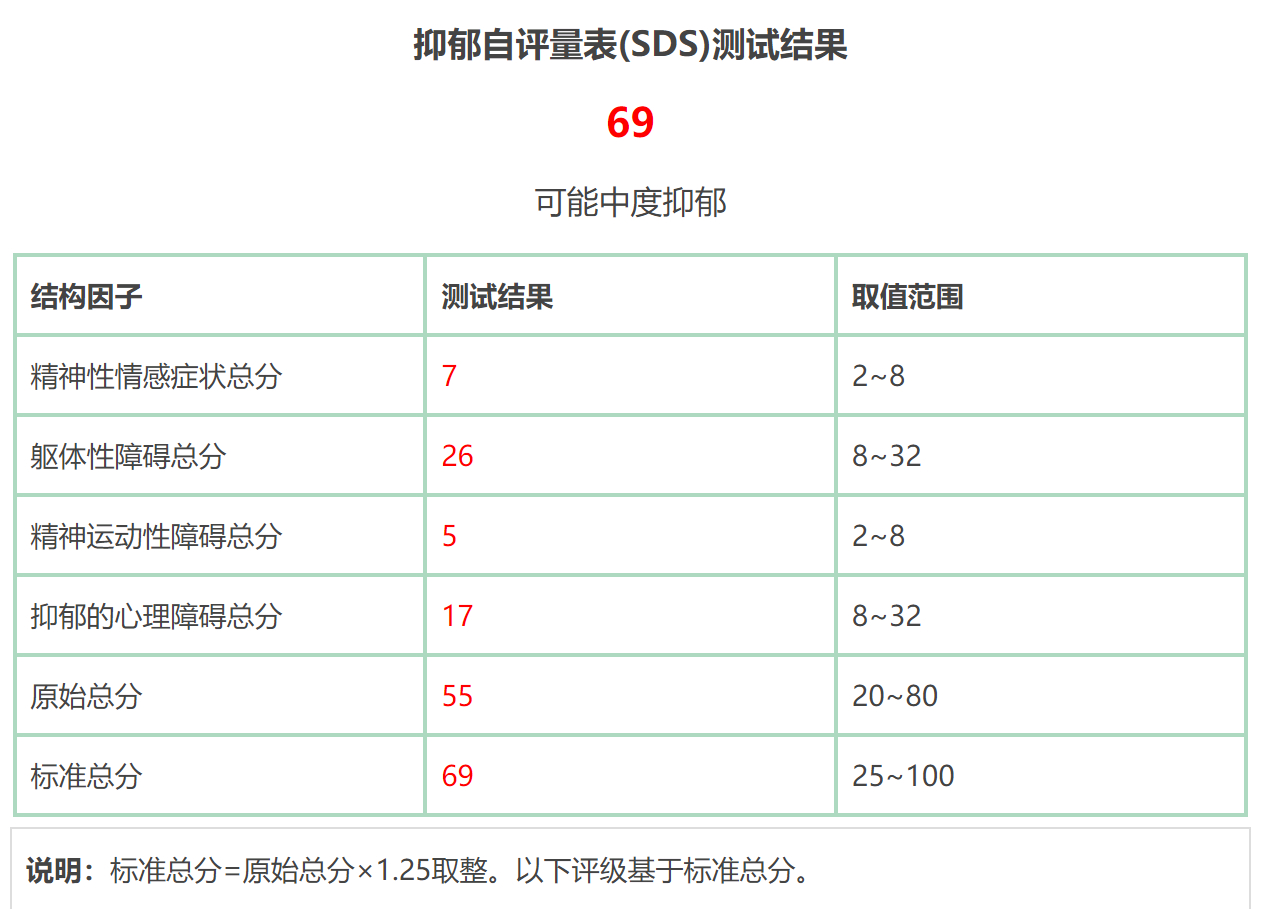 抑郁自评量表(SDS)测试结果
69
可能中度抑郁
结构因子 测试结果 取值范围
精神性情感症状总分 7 2~8
躯体性障碍总分 26 8~32
精神运动性障碍总分 5 2~8
抑郁的心理障碍总分 17 8~32
原始总分 55 20~80
标准总分 69 25~100
说明：标准总分=原始总分×1.25取整。以下评级基于标准总分。